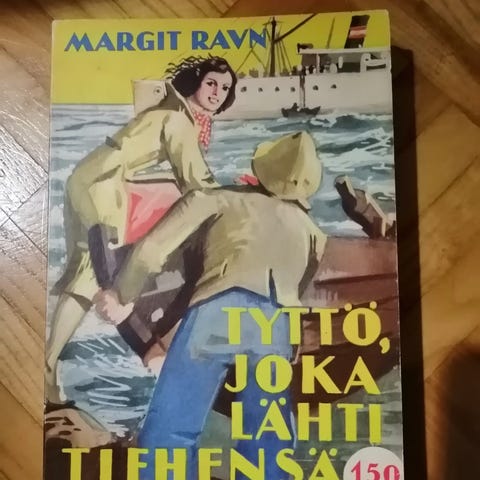 MARGIT RAVN
TYTTÖ,
JOKA
LÄHTI
TIEHENSÄ
150